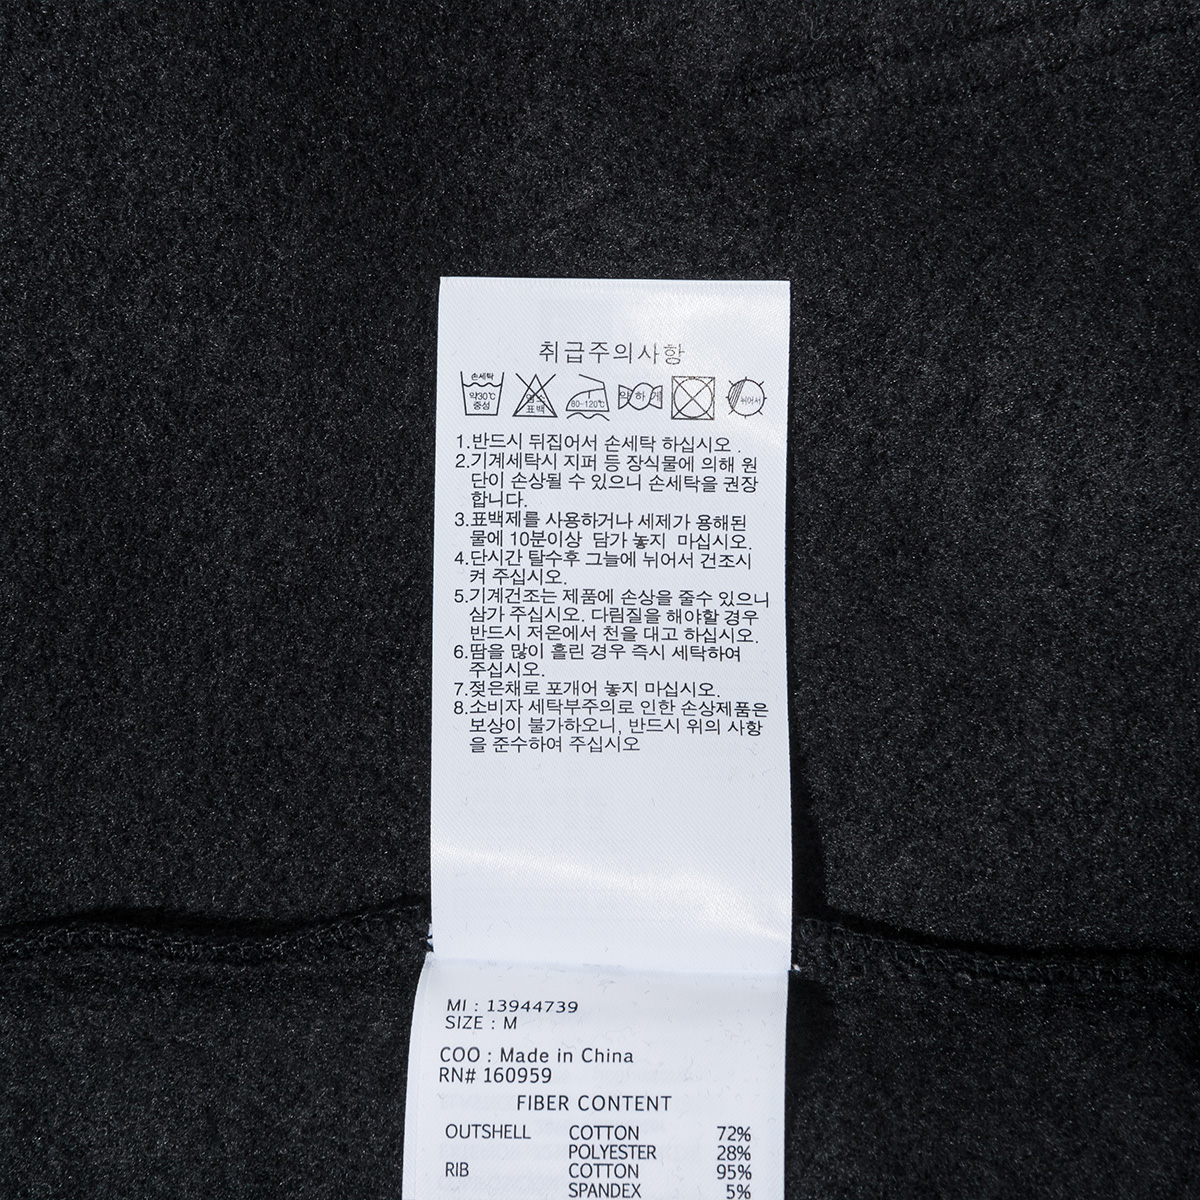 취급주의사항
손세탁 약30℃ 중성 염소 표백 80-120℃ 약하게 뉘어서
1.반드시 뒤집어서 손세탁 하십시오 .
2.기계세탁시 지퍼 등 장식물에 의해 원
단이 손상될 수 있으니 손세탁을 권장
합니다.
3.표백제를 사용하거나 세제가 용해된
물에 10분이상 담가 놓지 마십시오.
4.단시간 탈수후 그늘에 뉘어서 건조시
켜 주십시오.
5.기계건조는 제품에 손상을 줄수 있으니
삼가 주십시오. 다림질을 해야할 경우
반드시 저온에서 천을 대고 하십시오.
6.땀을 많이 흘린 경우 즉시 세탁하여
주십시오.
7.젖은채로 포개어 놓지 마십시오.
8.소비자 세탁부주의로 인한 손상제품은
보상이 불가하오니, 반드시 위의 사항
을 준수하여 주십시오
MI : 13944739
SIZE : M
COO : Made in China
RN# 160959
FIBER CONTENT
OUTSHELL COTTON 72%
POLYESTER 28%
RIB COTTON 95%
SPANDEX 5%